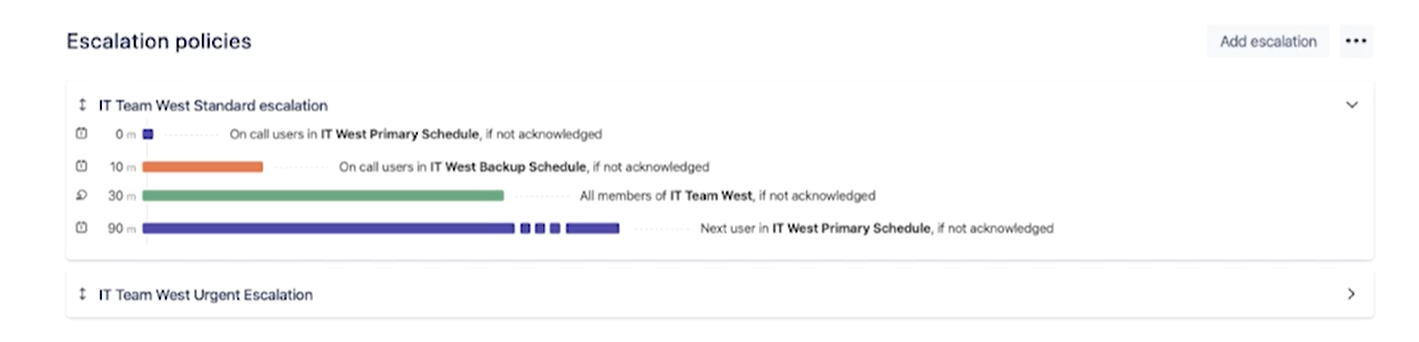 Escalation policies
Add escalation
IT Team West Standard escalation
0 m On call users in IT West Primary Schedule, if not acknowledged
10 m On call users in IT West Backup Schedule, if not acknowledged
30 m All members of IT Team West, if not acknowledged
90 m Next user in IT West Primary Schedule, if not acknowledged
IT Team West Urgent Escalation